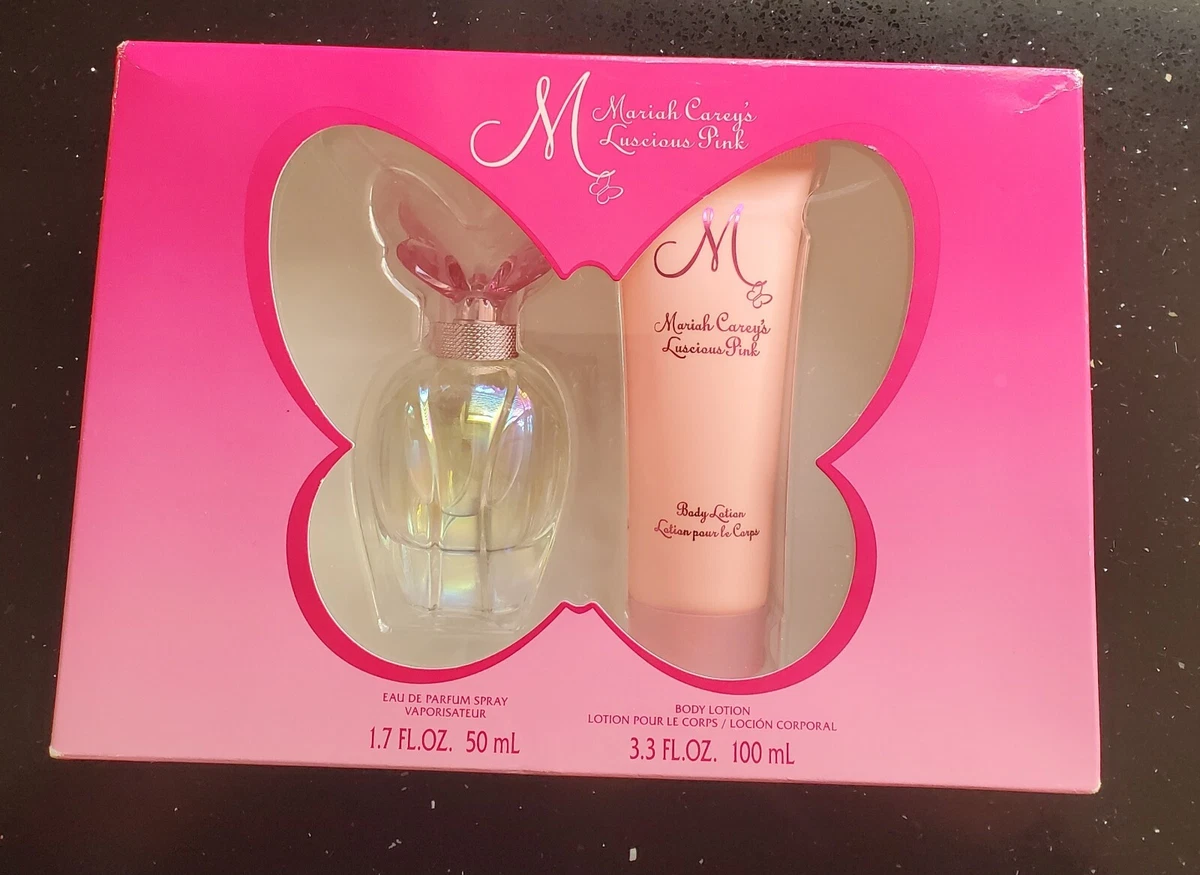 M Mariah Carey's
Luscious Pink
M
Mariah Carey's
Luscious Pink
Body Lotion
Lotion pour le Corps
EAU DE PARFUM SPRAY
VAPORISATEUR
1.7 FL.OZ. 50 mL
BODY LOTION
LOTION POUR LE CORPS / LOCIÓN CORPORAL
3.3 FL.OZ. 100 mL